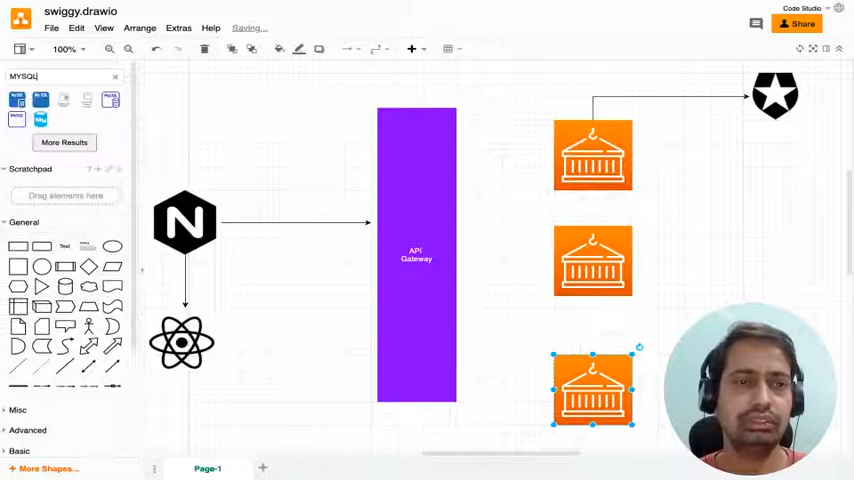 swiggy.drawio
Code Studio
File Edit View Arrange Extras Help Saving...
Share
100%
MYSQL
More Results
Scratchpad
Drag elements here
General
Text
Misc
Advanced
Basic
+ More Shapes...
Page-1
N
API
Gateway